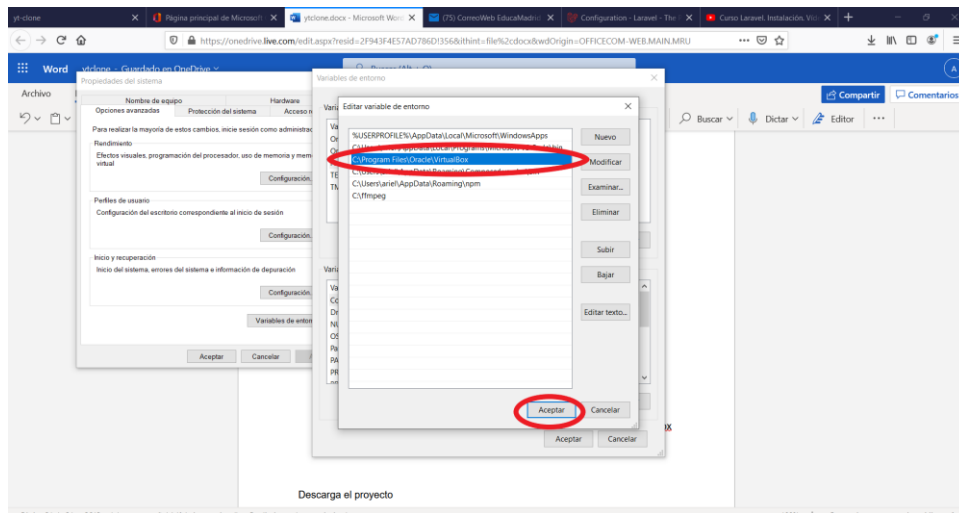 yt-clone
Página principal de Microsoft
ytclone.docx - Microsoft Word
(75) CorreoWeb EducaMadrid
Configuration - Laravel - The
Curso Laravel. Instalación.
https://onedrive.live.com/edit.aspx?resid=2F943F4E57AD786D!356&ithint=file%2cdocx&wdOrigin=OFFICECOM-WEB.MAIN.MRU
Word ytclone - Guardado en OneDrive
Archivo
Compartir
Comentarios
Buscar
Dictar
Editor
Propiedades del sistema
Nombre de equipo Hardware
Opciones avanzadas Protección del sistema Acceso
Para realizar la mayoría de estos cambios, inicie sesión como
Rendimiento
Efectos visuales, programación del procesador, uso de memoria y
virtual
Configuración
Perfiles de usuario
Configuración del escritorio correspondiente al inicio de
sesión
Configuración
Inicio y recuperación
Inicio del sistema, errores del sistema e información de depuración
Configuración
Variables de
Aceptar Cancelar
Variables de entorno
Editar variable de entorno
%USERPROFILE%\AppData\Local\Microsoft\WindowsApps
C:\Program Files\Oracle\VirtualBox
C:\Users\ariel\AppData\Roaming\npm
C:\ffmpeg
Nuevo
Modificar
Examinar...
Eliminar
Subir
Bajar
Editar texto...
Aceptar Cancelar
Aceptar Cancelar
Descarga el proyecto